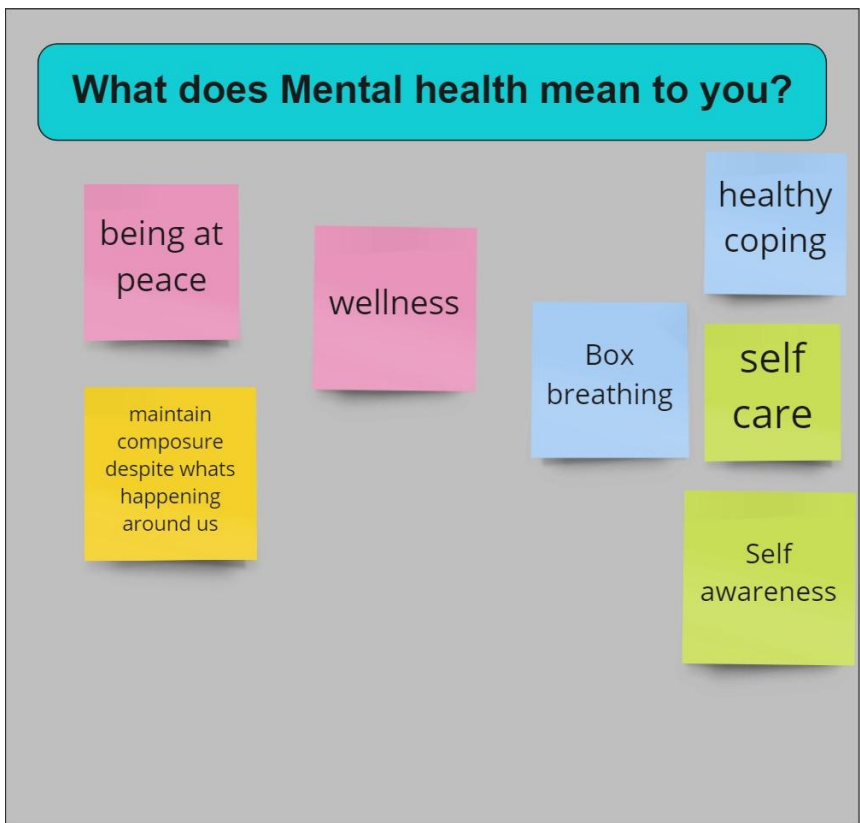 What does Mental health mean to you?
being at
peace
wellness
healthy
coping
Box
breathing
self
care
maintain
composure
despite whats
happening
around us
Self
awareness